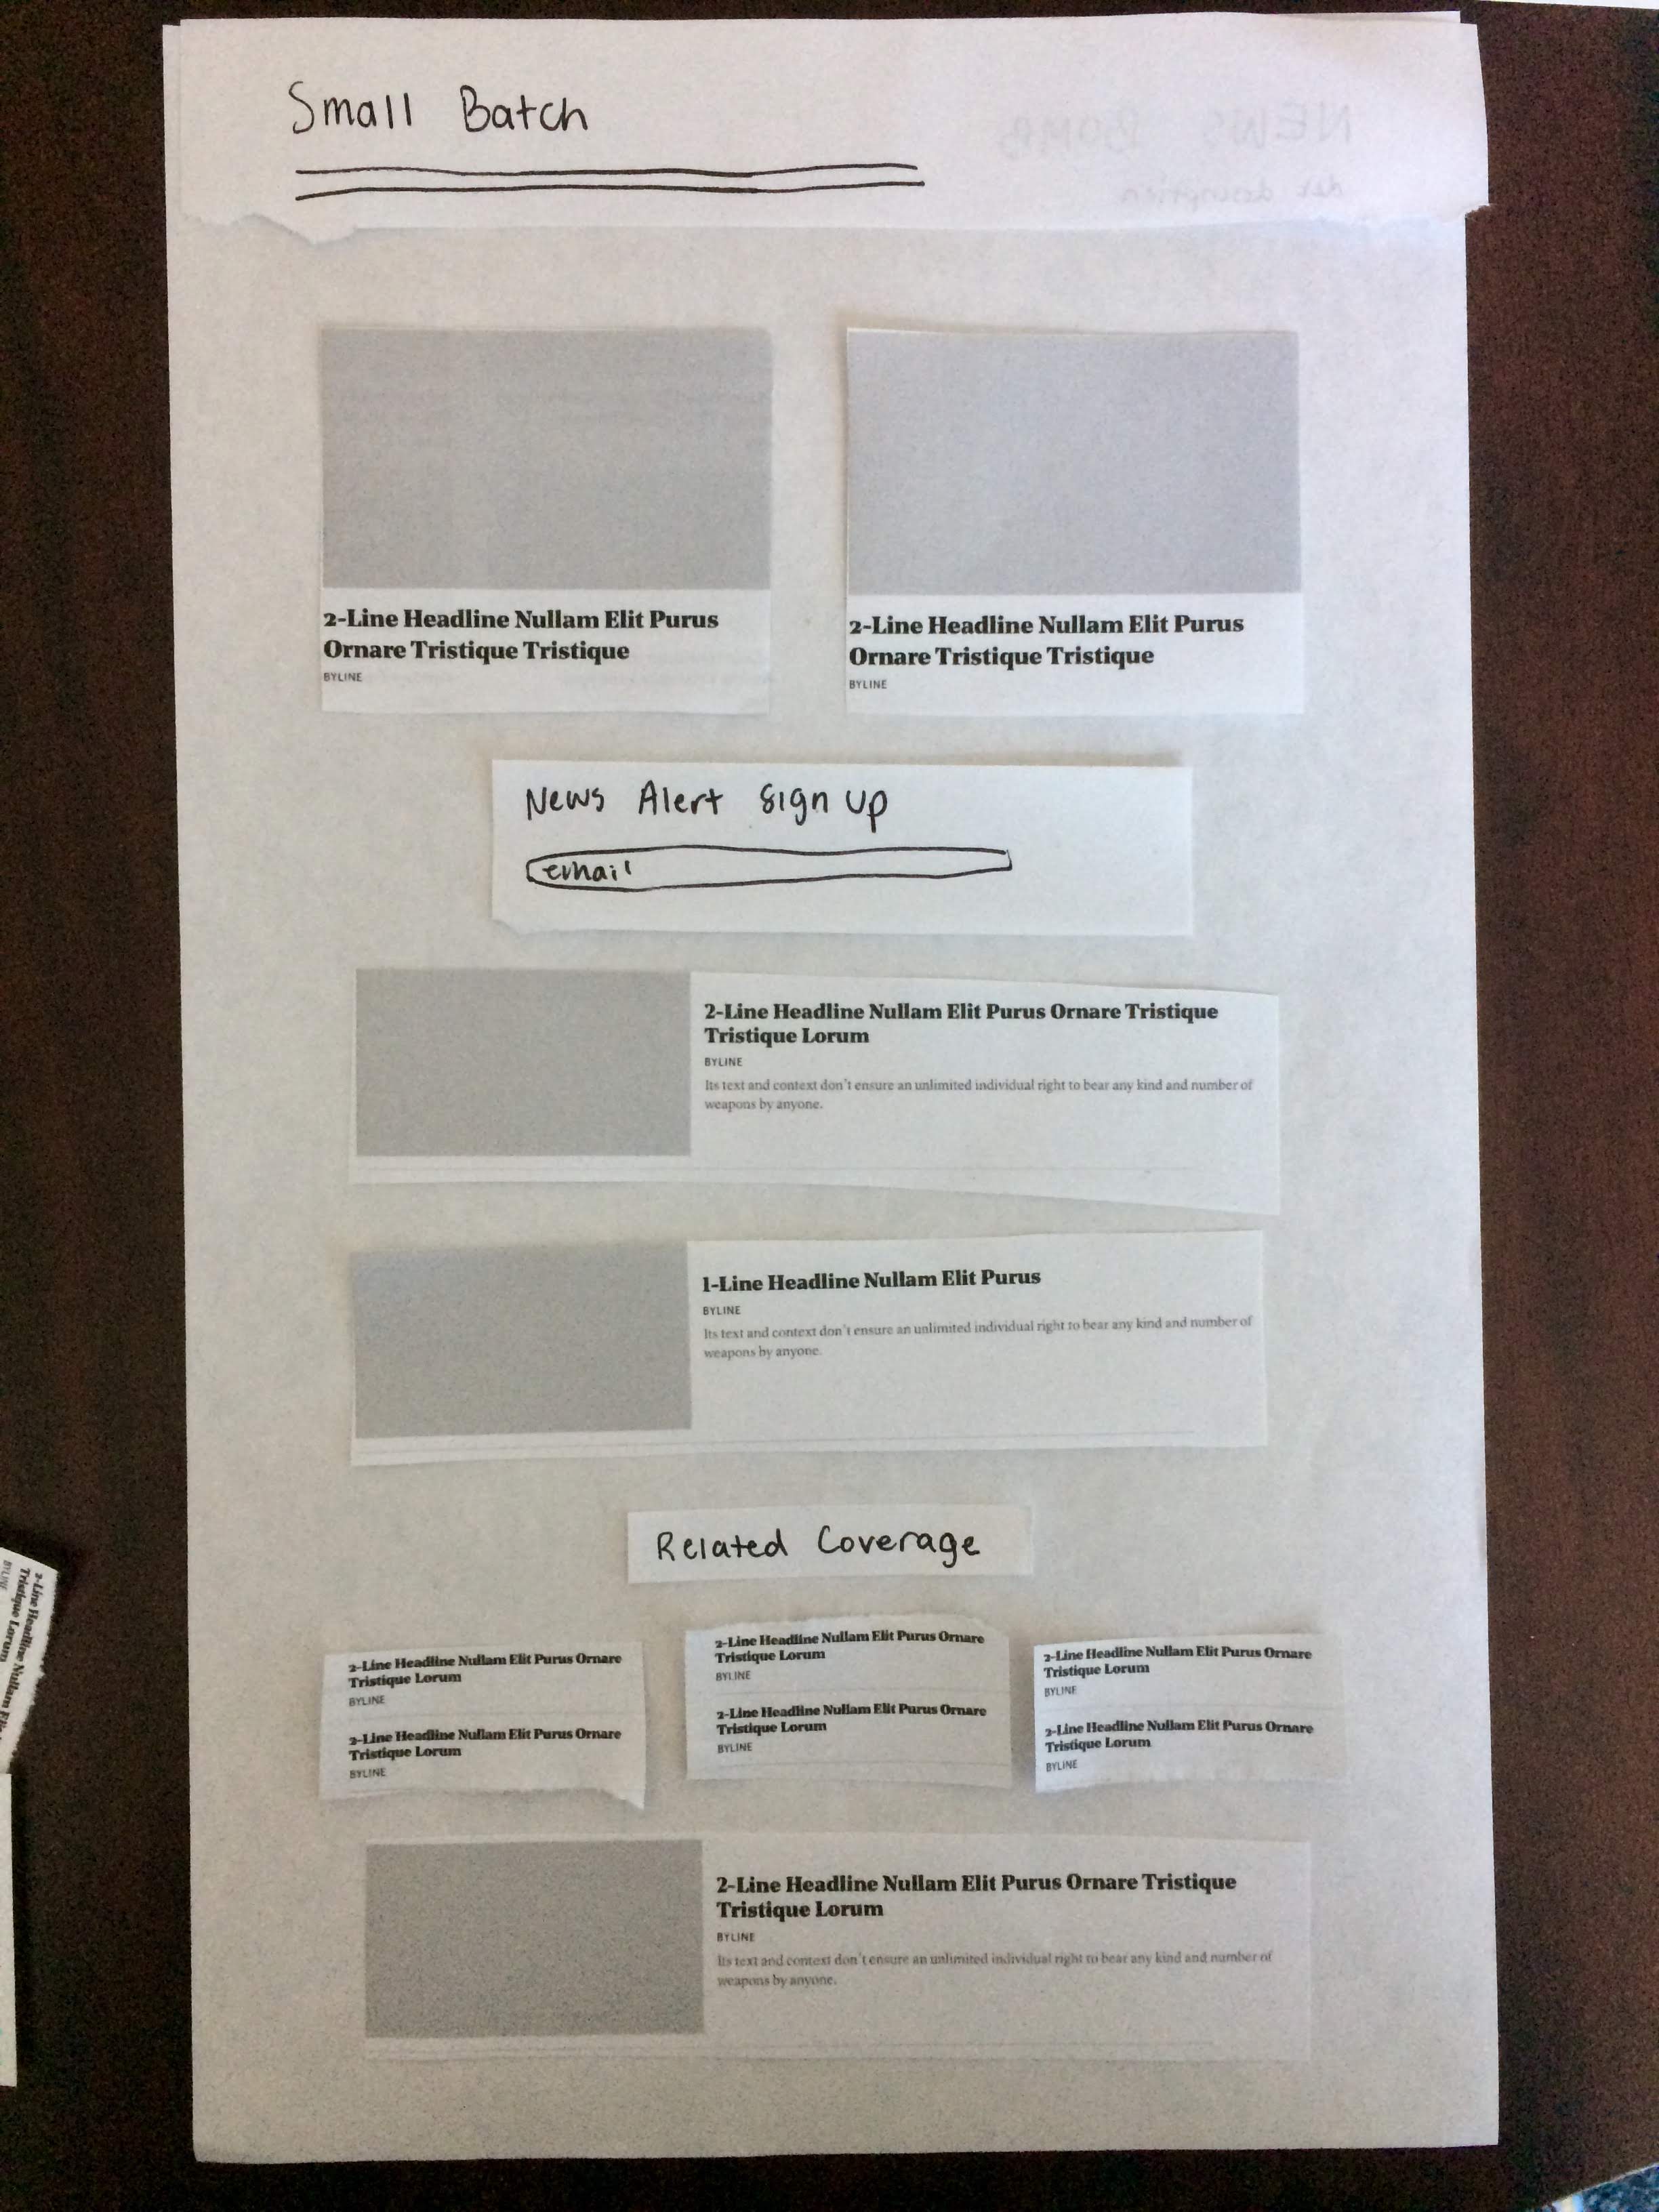 Small Batch
NEWS BOMB
dek description
2-Line Headline Nullam Elit Purus
Ornare Tristique Tristique
BYLINE
2-Line Headline Nullam Elit Purus
Ornare Tristique Tristique
BYLINE
News Alert Sign Up
email
2-Line Headline Nullam Elit Purus Ornare Tristique
Tristique Lorum
BYLINE
Its text and context don't ensure an unlimited individual right to bear any kind and number of
weapons by anyone.
1-Line Headline Nullam Elit Purus
BYLINE
Its text and context don't ensure an unlimited individual right to bear any kind and number of
weapons by anyone.
Related Coverage
2-Line Headline Nullam Elit Purus Ornare
Tristique Lorum
BYLINE
2-Line Headline Nullam Elit Purus Ornare
Tristique Lorum
BYLINE
2-Line Headline Nullam Elit Purus Ornare
Tristique Lorum
BYLINE
2-Line Headline Nullam Elit Purus Ornare
Tristique Lorum
BYLINE
2-Line Headline Nullam Elit Purus Ornare
Tristique Lorum
BYLINE
2-Line Headline Nullam Elit Purus Ornare
Tristique Lorum
BYLINE
2-Line Headline Nullam Elit Purus Ornare Tristique
Tristique Lorum
BYLINE
Its text and context don't ensure an unlimited individual right to bear any kind and number of
weapons by anyone.
2-Line Headline Nullam
Tristique Lorum
BYLINE
2-Line Headline Nullam